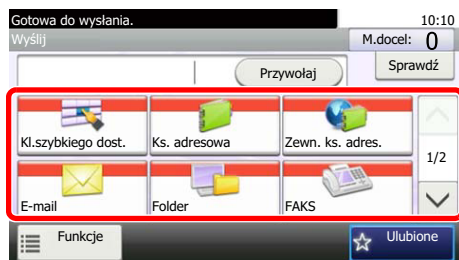 Gotowa do wysłania.
10:10
Wyślij
M.docel: 0
Przywołaj
Sprawdź
Kl.szybkiego dost.
Ks. adresowa
Zewn. ks. adres.
1/2
E-mail
Folder
FAKS
Funkcje
Ulubione